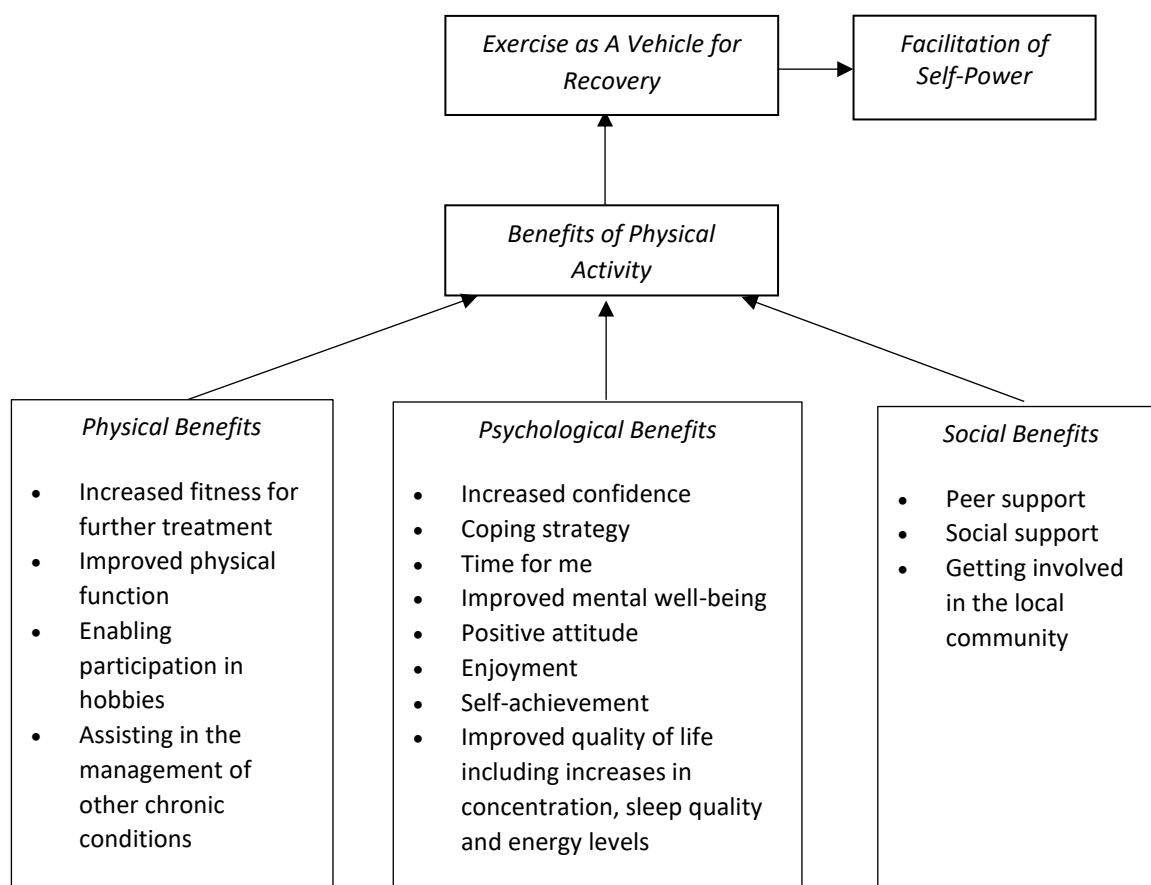 Exercise as A Vehicle for
Recovery
Facilitation of
Self-Power
Benefits of Physical
Activity
Physical Benefits
• Increased fitness for
further treatment
• Improved physical
function
• Enabling
participation in
hobbies
• Assisting in the
management of
other chronic
conditions
Psychological Benefits
• Increased confidence
• Coping strategy
• Time for me
• Improved mental well-being
• Positive attitude
• Enjoyment
• Self-achievement
• Improved quality of life
including increases in
concentration, sleep quality
and energy levels
Social Benefits
• Peer support
• Social support
• Getting involved
in the local
community